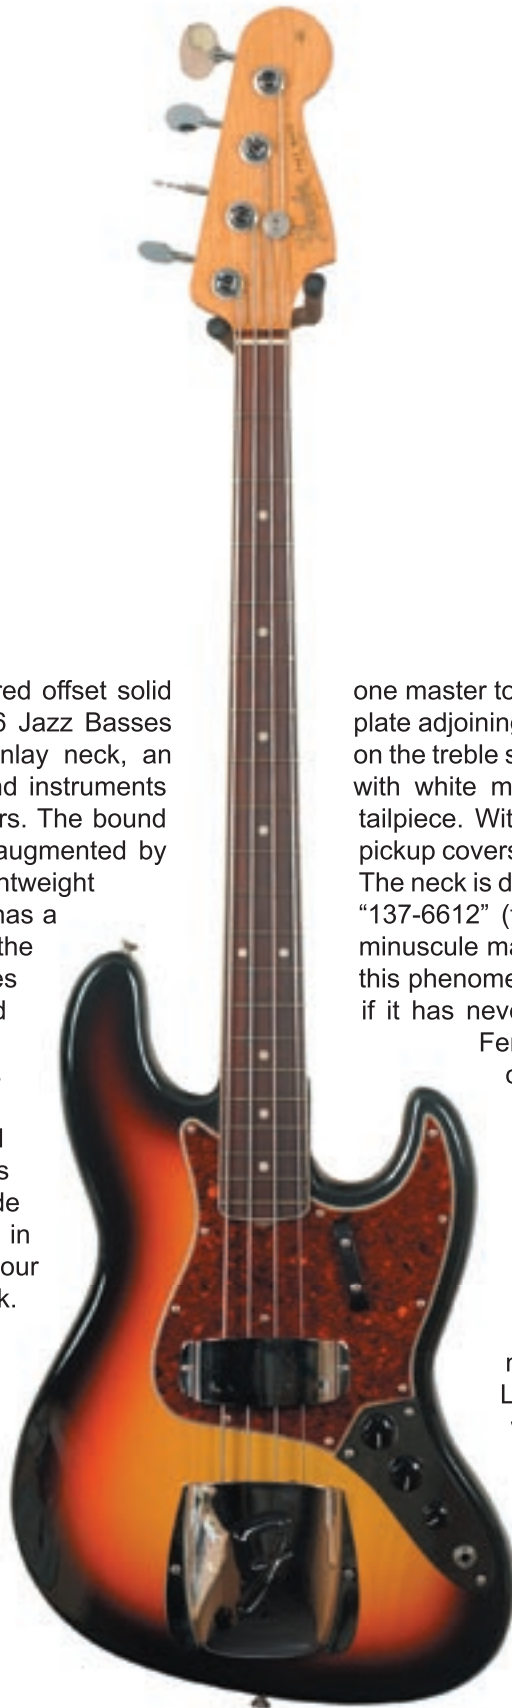 Fender
red offset solid
6 Jazz Basses
nlay neck, an
nd instruments
rs. The bound
augmented by
ntweight
has a
the
es
d
l
s
de
in
our
k.
one master to
plate adjoining
on the treble s
with white m
tailpiece. Wit
pickup covers
The neck is d
“137-6612” (
minuscule ma
this phenome
if it has neve
Fer
c
r
L
F